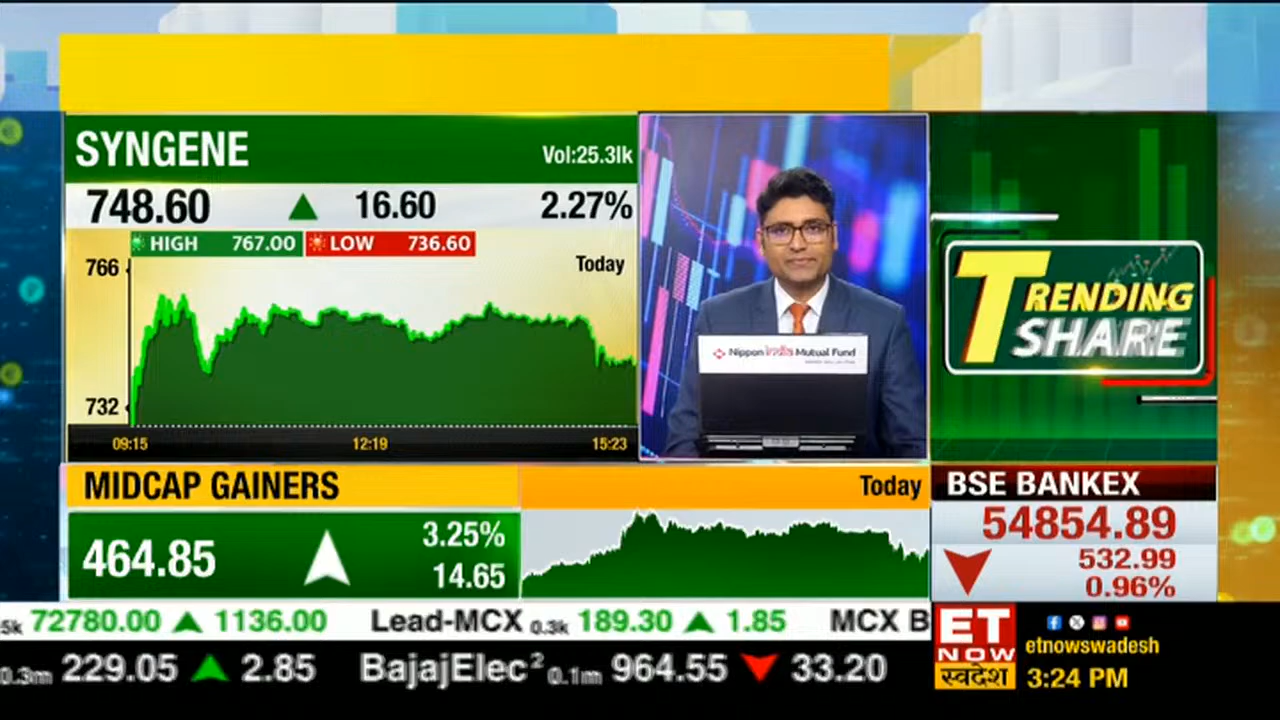 SYNGENE
Vol:25.3lk
748.60 ▲ 16.60 2.27%
HIGH 767.00 LOW 736.60
Today
766
732
09:15 12:19 15:23
Nippon India Mutual Fund
TRENDING
SHARE
MIDCAP GAINERS
Today
464.85
3.25%
14.65
BSE BANKEX
54854.89
532.99
0.96%
5k 72780.00 ▲ 1136.00 Lead-MCX 0.3k 189.30 ▲ 1.85 MCX B
0.3m 229.05 ▲ 2.85 BajajElec² 0.1m 964.55 ▼ 33.20
ET
NOW
स्वदेश
etnowswadesh
3:24 PM